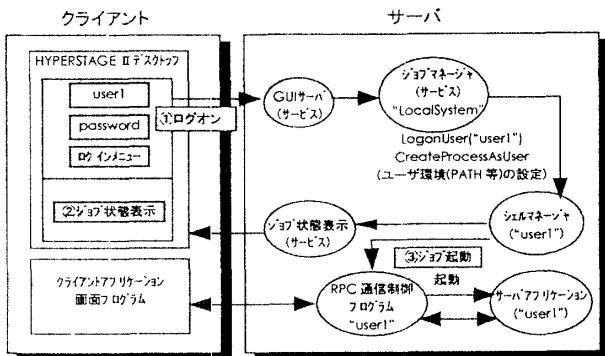 クライアント
サーバ
HYPERSTAGE Ⅱ デスクトップ
user1
password
ログインメニュー
①ログオン
②ジョブ状態表示
クライアントアプリケーション
画面プログラム
GUIサーバ
(サービス)
ジョブマネージャ
(サービス)
"LocalSystem"
LogonUser("user1")
CreateProcessAsUser
(ユーザ環境(PATH 等)の設定)
シェルマネージャ
("user1")
ジョブ状態表示
(サービス)
③ジョブ起動
起動
RPC 通信制御
プログラム
"user1"
サーバアプリケーション
("user1")